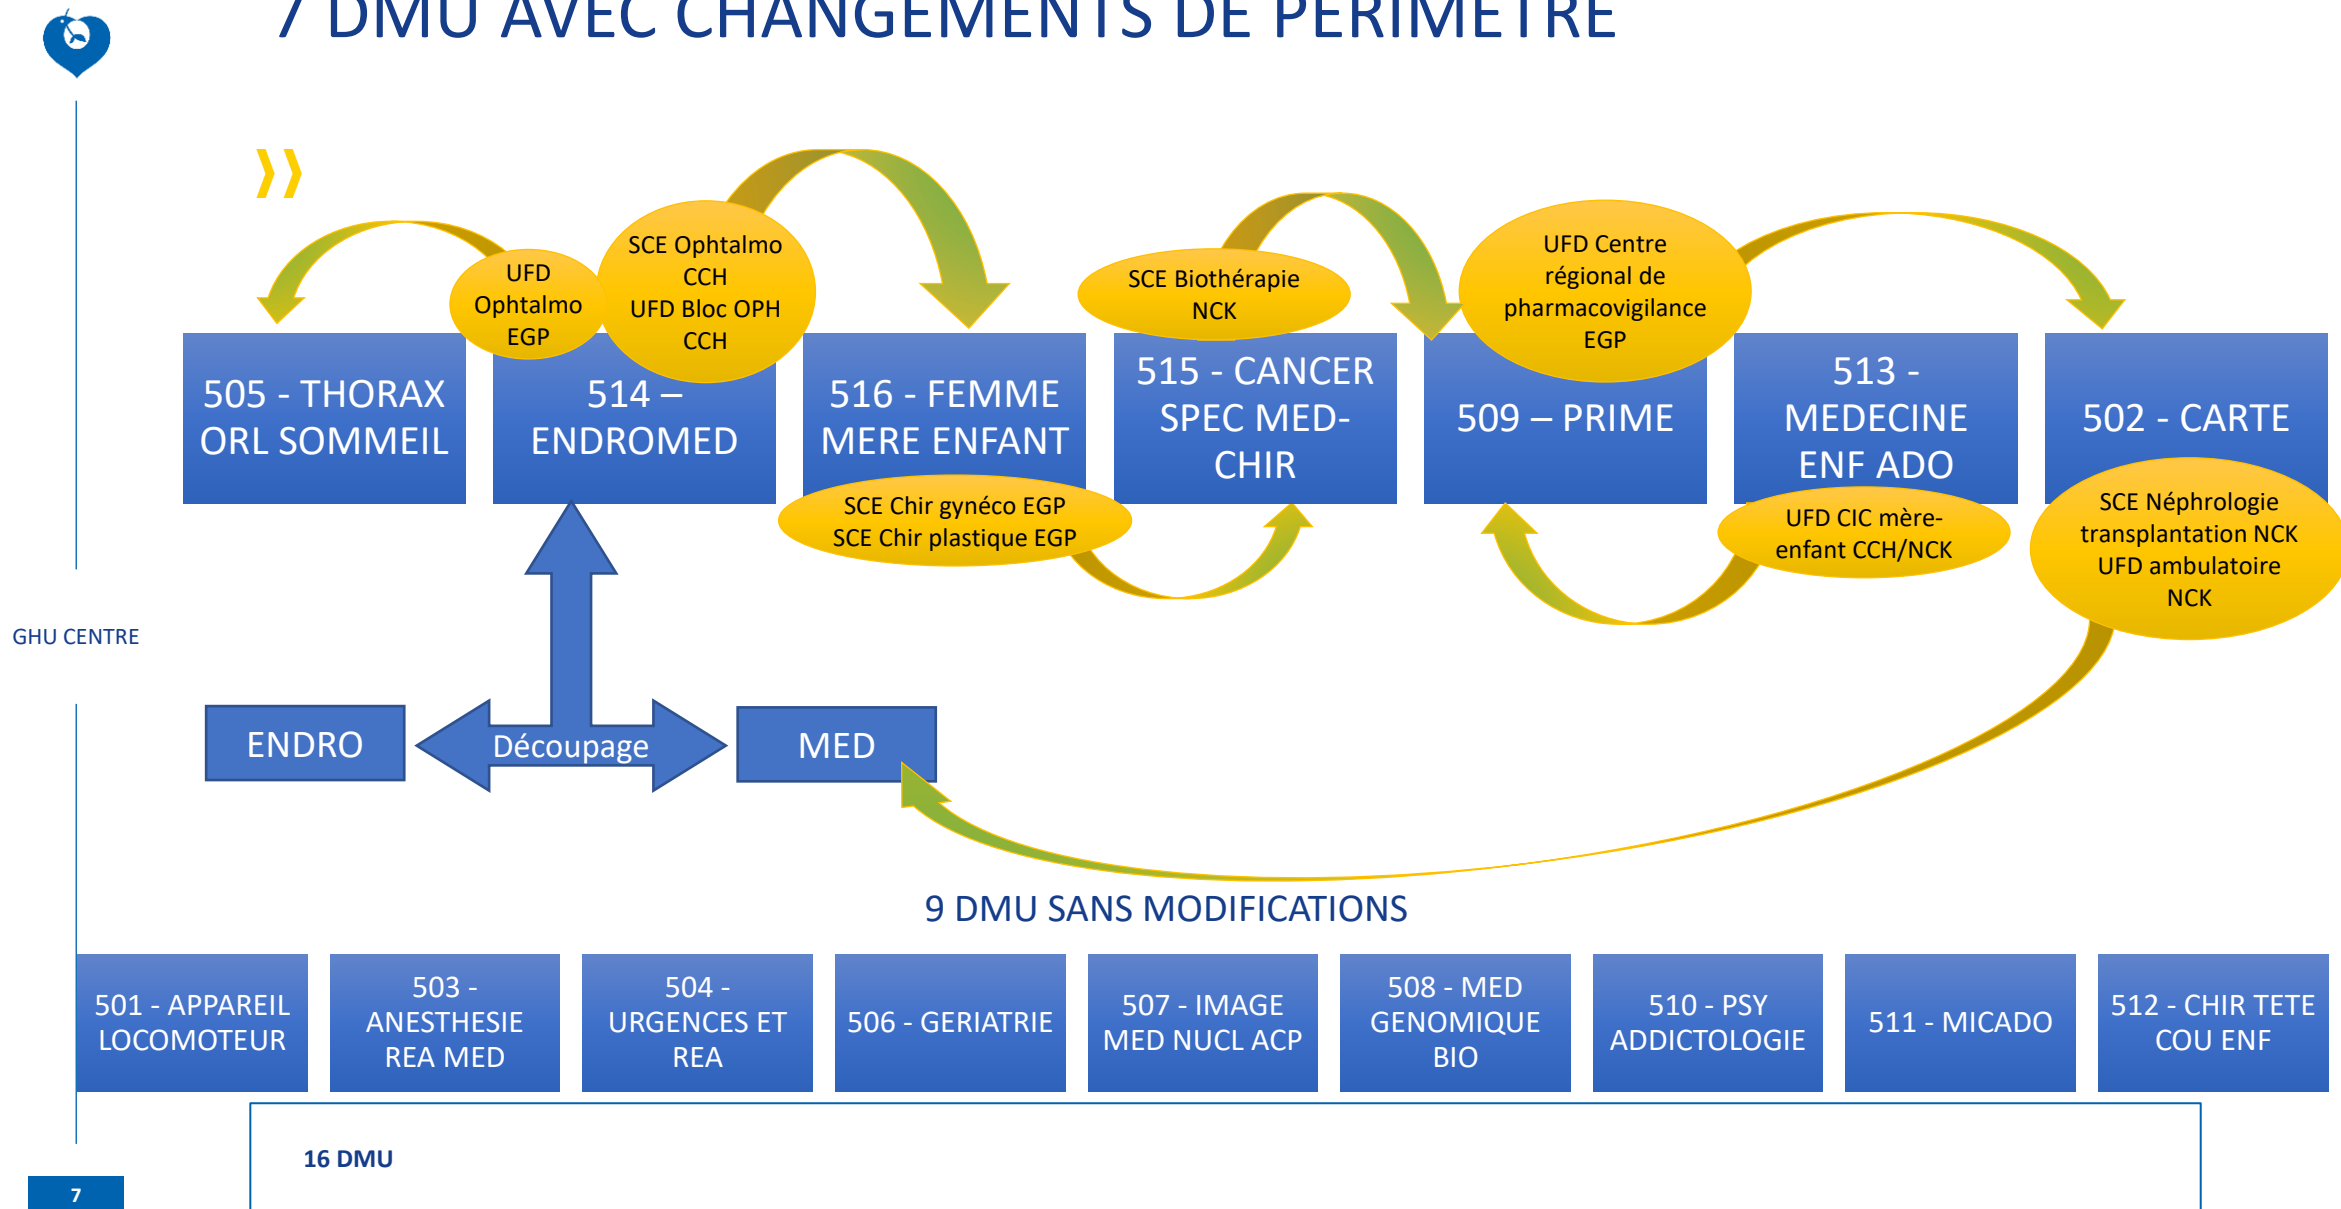 7 DMU AVEC CHANGEMENTS DE PERIMETRE
SCE Ophtalmo
CCH
UFD Bloc OPH
CCH
UFD
Ophtalmo
EGP
SCE Biothérapie
NCK
UFD Centre
régional de
pharmacovigilance
EGP
505 - THORAX
ORL SOMMEIL
514 –
ENDROMED
516 - FEMME
MERE ENFANT
515 - CANCER
SPEC MED-
CHIR
509 – PRIME
513 -
MEDECINE
ENF ADO
502 - CARTE
SCE Chir gynéco EGP
SCE Chir plastique EGP
UFD CIC mère-
enfant CCH/NCK
SCE Néphrologie
transplantation NCK
UFD ambulatoire
NCK
GHU CENTRE
ENDRO
Découpage
MED
9 DMU SANS MODIFICATIONS
501 - APPAREIL
LOCOMOTEUR
503 -
ANESTHESIE
REA MED
504 -
URGENCES ET
REA
506 - GERIATRIE
507 - IMAGE
MED NUCL ACP
508 - MED
GENOMIQUE
BIO
510 - PSY
ADDICTOLOGIE
511 - MICADO
512 - CHIR TETE
COU ENF
16 DMU
7